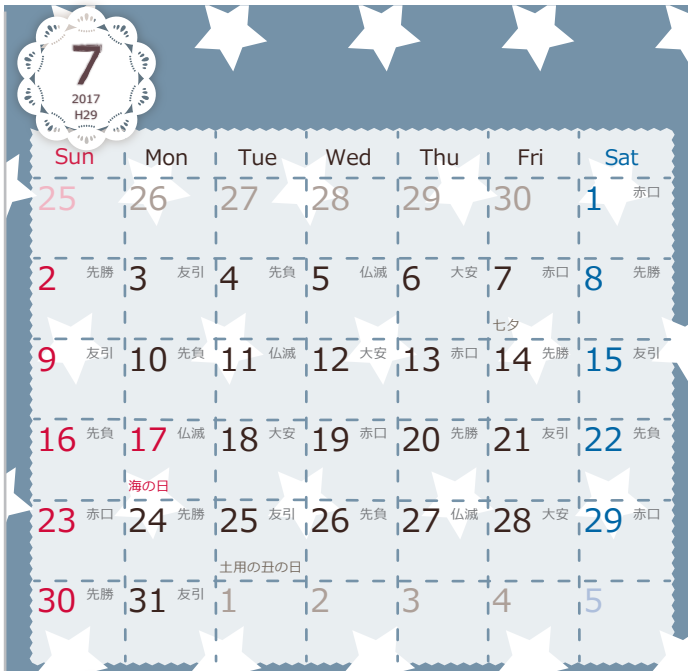 7
2017
H29
Sun Mon Tue Wed Thu Fri Sat
25 26 27 28 29 30 1 赤口
2 先勝 3 友引 4 先負 5 仏滅 6 大安 7 赤口 8 先勝
七夕
9 友引 10 先負 11 仏滅 12 大安 13 赤口 14 先勝 15 友引
16 先負 17 仏滅 18 大安 19 赤口 20 先勝 21 友引 22 先負
海の日
23 赤口 24 先勝 25 友引 26 先負 27 仏滅 28 大安 29 赤口
土用の丑の日
30 先勝 31 友引 1 2 3 4 5